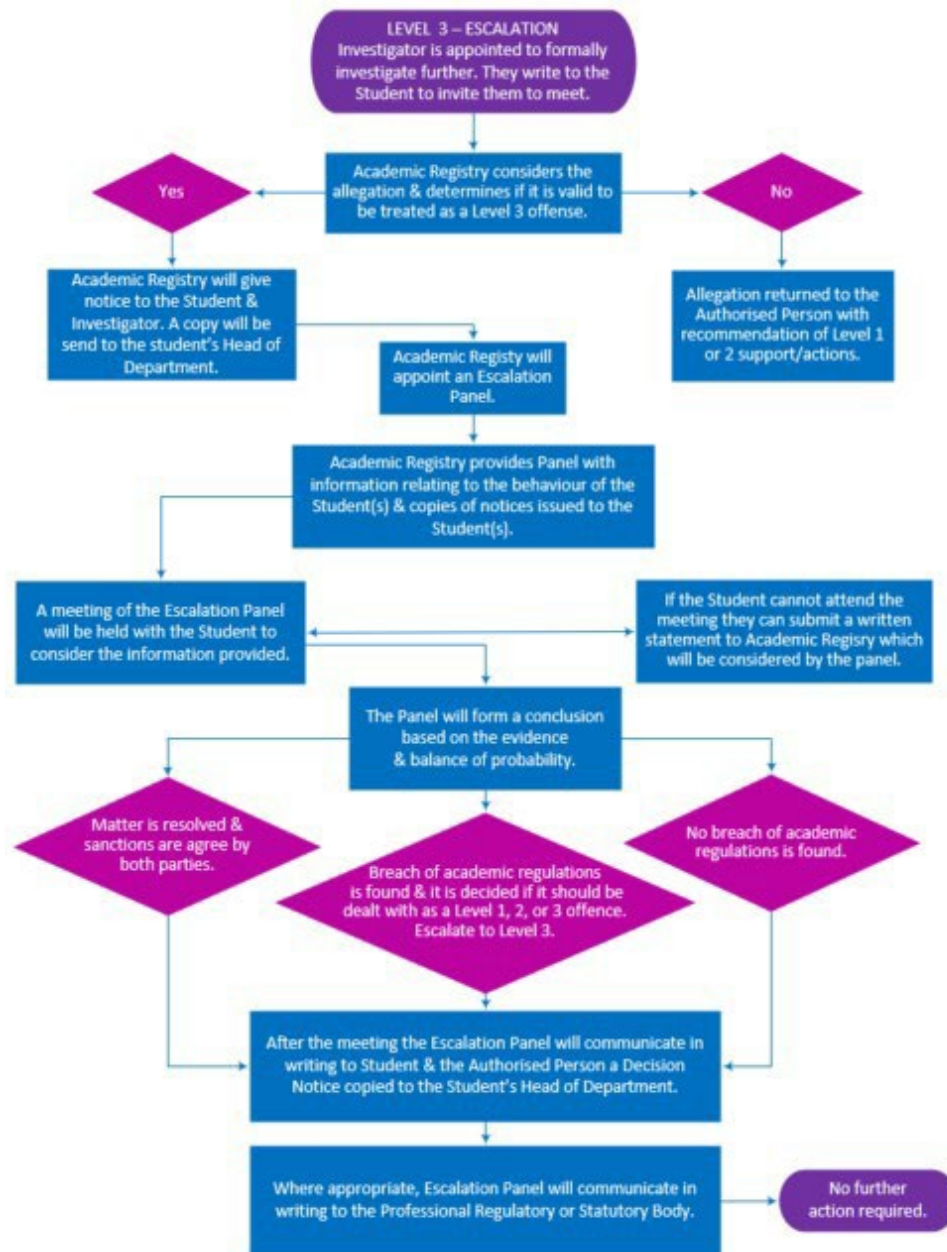 LEVEL 3 – ESCALATION
Investigator is appointed to formally
investigate further. They write to the
Student to invite them to meet.
Academic Registry considers the
allegation & determines if it is valid to
be treated as a Level 3 offense.
Yes
No
Academic Registry will give
notice to the Student &
Investigator. A copy will be
send to the student's Head of
Department.
Allegation returned to the
Authorised Person with
recommendation of Level 1
or 2 support/actions.
Academic Registy will
appoint an Escalation
Panel.
Academic Registry provides Panel with
information relating to the behaviour of the
Student(s) & copies of notices issued to the
Student(s).
A meeting of the Escalation Panel
will be held with the Student to
consider the information provided.
If the Student cannot attend the
meeting they can submit a written
statement to Academic Regisry which
will be considered by the panel.
The Panel will form a conclusion
based on the evidence
& balance of probability.
Matter is resolved &
sanctions are agree by
both parties.
Breach of academic regulations
is found & it is decided if it should be
dealt with as a Level 1, 2, or 3 offence.
Escalate to Level 3.
No breach of academic
regulations is found.
After the meeting the Escalation Panel will communicate in
writing to Student & the Authorised Person a Decision
Notice copied to the Student's Head of Department.
Where appropriate, Escalation Panel will communicate in
writing to the Professional Regulatory or Statutory Body.
No further
action required.